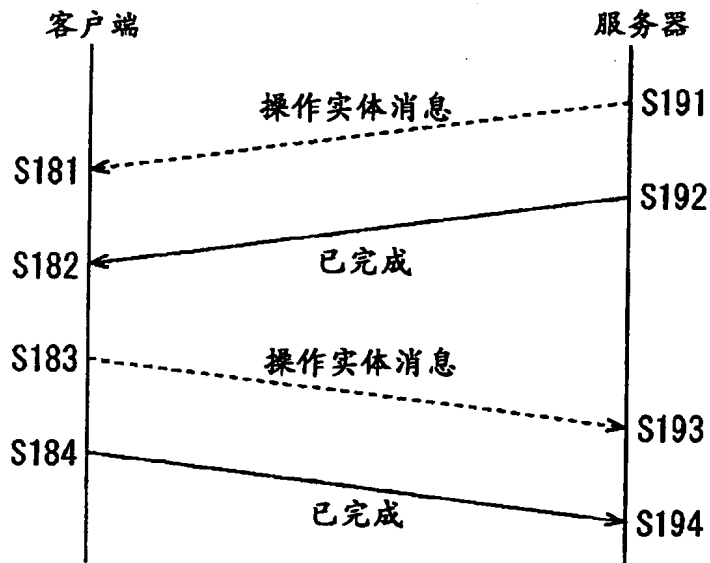 客户端
服务器
操作实体消息
S191
S181
S192
S182
已完成
S183
操作实体消息
S193
S184
已完成
S194